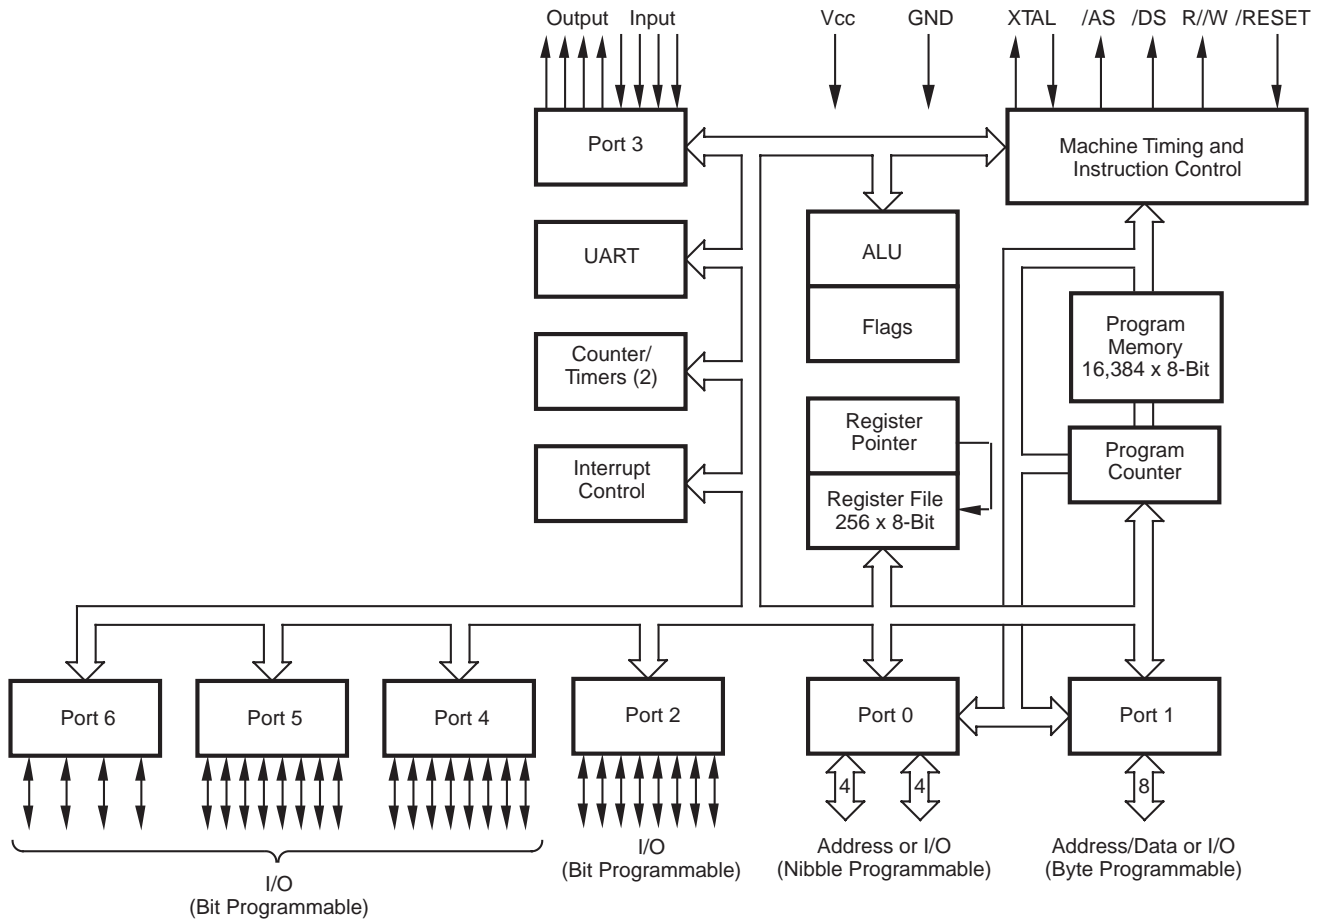 Output Input Vcc GND XTAL /AS /DS R//W /RESET
Port 3
Machine Timing and
Instruction Control
UART
ALU
Flags
Counter/
Timers (2)
Program
Memory
16,384 x 8-Bit
Register
Pointer
Program
Counter
Interrupt
Control
Register File
256 x 8-Bit
Port 6
Port 5
Port 4
Port 2
Port 0
Port 1
4
4
8
I/O
(Bit Programmable)
I/O
(Bit Programmable)
Address or I/O
(Nibble Programmable)
Address/Data or I/O
(Byte Programmable)